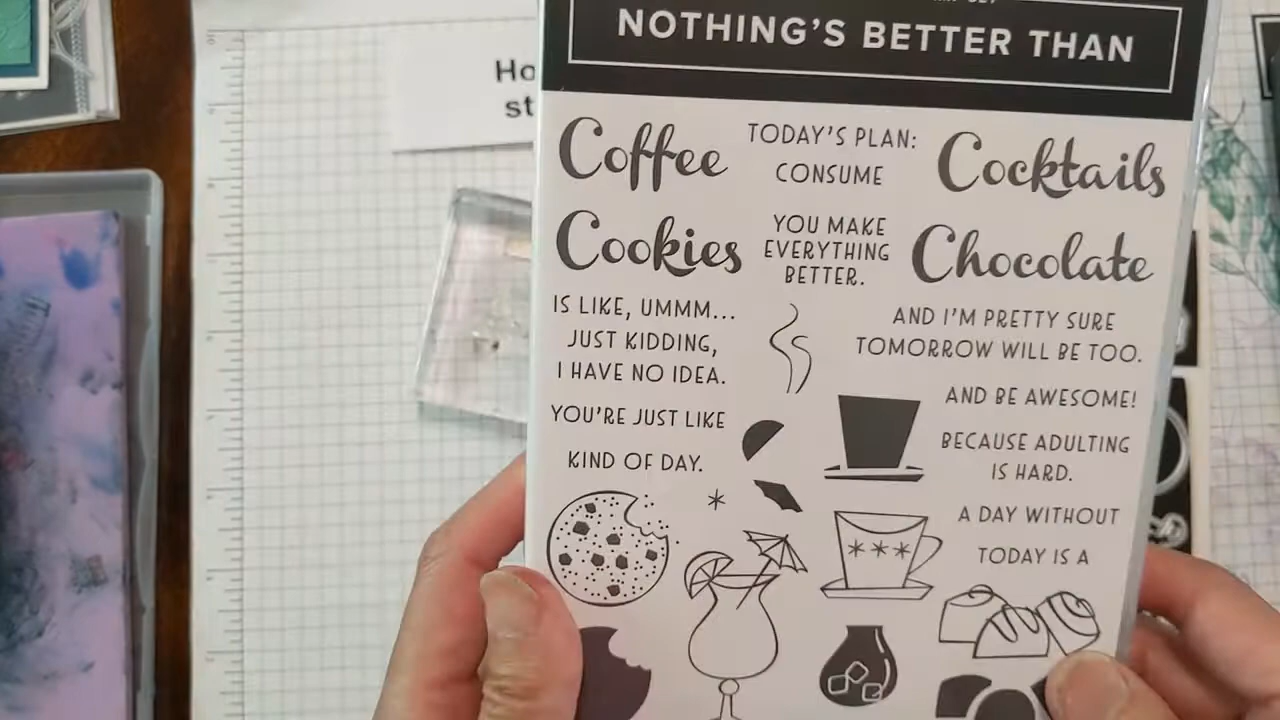 NOTHING'S BETTER THAN
Ho
st
Coffee
TODAY'S PLAN:
CONSUME
Cocktails
Cookies
YOU MAKE
EVERYTHING
BETTER.
Chocolate
IS LIKE, UMMM...
JUST KIDDING,
I HAVE NO IDEA.
AND I'M PRETTY SURE
TOMORROW WILL BE TOO.
YOU'RE JUST LIKE
KIND OF DAY.
AND BE AWESOME!
BECAUSE ADULTING
IS HARD.
A DAY WITHOUT
TODAY IS A